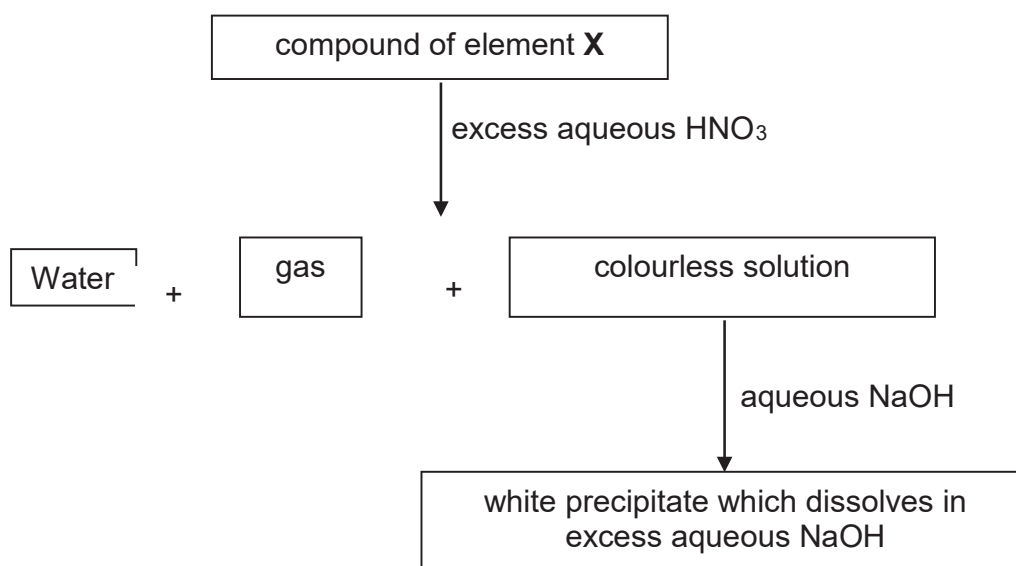 compound of element X
excess aqueous HNO₃
Water + gas + colourless solution
aqueous NaOH
white precipitate which dissolves in
excess aqueous NaOH